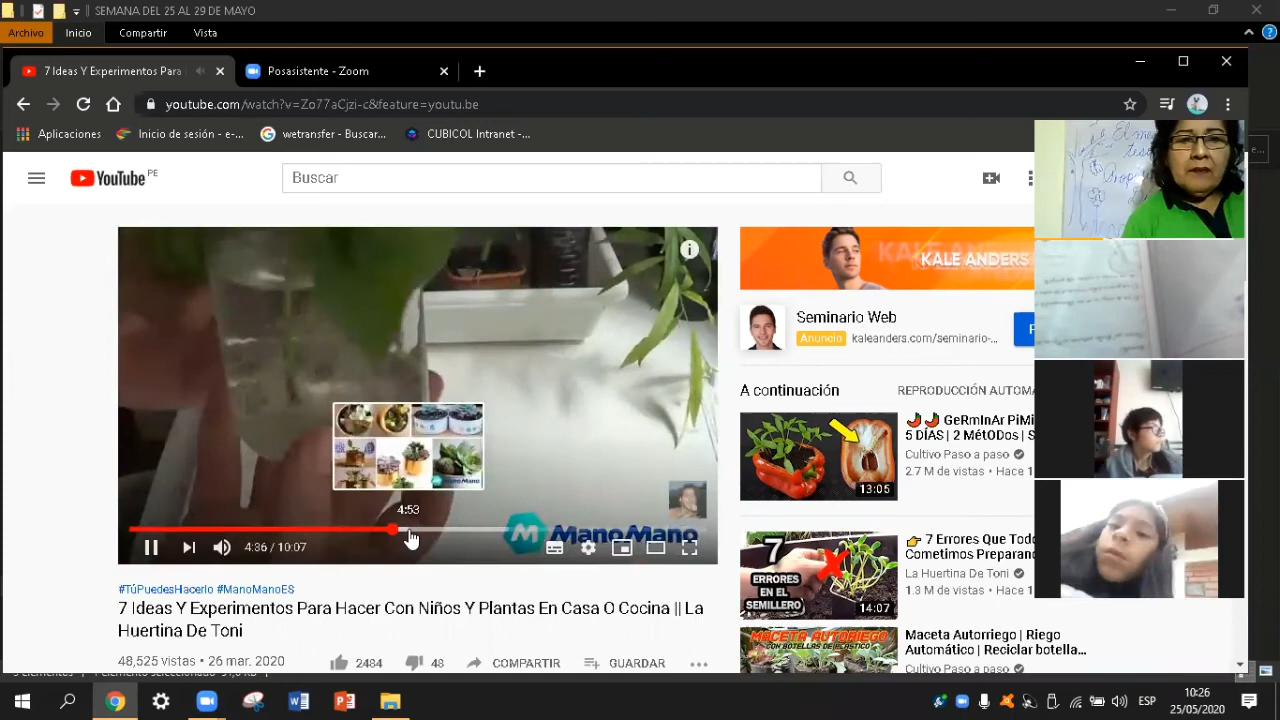 SEMANA DEL 25 AL 29 DE MAYO
Archivo Inicio Compartir Vista
7 Ideas Y Experimentos Para
Posasistente - Zoom
youtube.com/watch?v=Zo77aCjzi-c&feature=youtu.be
Aplicaciones Inicio de sesión - e-... wetransfer - Buscar... CUBICOL Intranet -...
YouTube PE
Buscar
KALE ANDERS
Seminario Web
Anuncio kaleanders.com/seminario-...
A continuación REPRODUCCIÓN AUTOM
GeRmInAr PiMi
5 DÍAS | 2 MétODos | S
Cultivo Paso a paso
2.7 M de vistas • Hace 1
13:05
4:53
ManoMano
4:36 / 10:07
7 Errores Que Todo
Cometimos Preparand
La Huertina De Toni
1.3 M de vistas • Hace 1
7
ERRORES
EN EL
SEMILLERO
14:07
#TúPuedesHacerlo #ManoManoES
7 Ideas Y Experimentos Para Hacer Con Niños Y Plantas En Casa O Cocina || La
Huertina De Toni
48,525 vistas • 26 mar. 2020
2484 48 COMPARTIR GUARDAR
MACETA AUTORIEGO
CON BOTELLAS DE PLÁSTICO
Maceta Autorriego | Riego
Automático | Reciclar botella...
Cultivo Paso a paso
ESP
10:26
25/05/2020